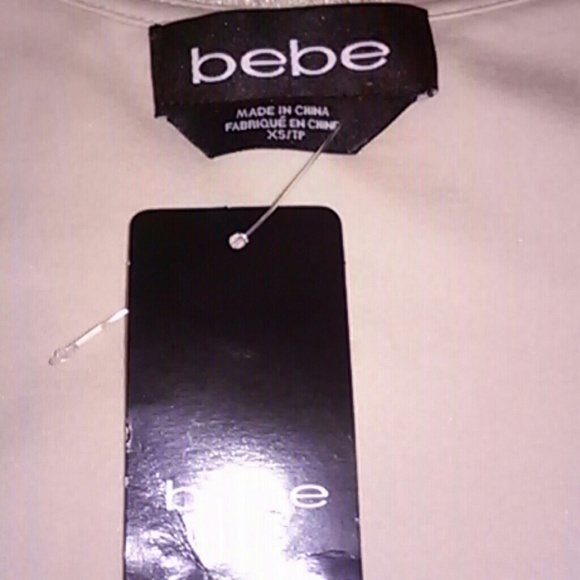 bebe
MADE IN CHINA
FABRIQUÉ EN CHINE
XS/TP
bebe